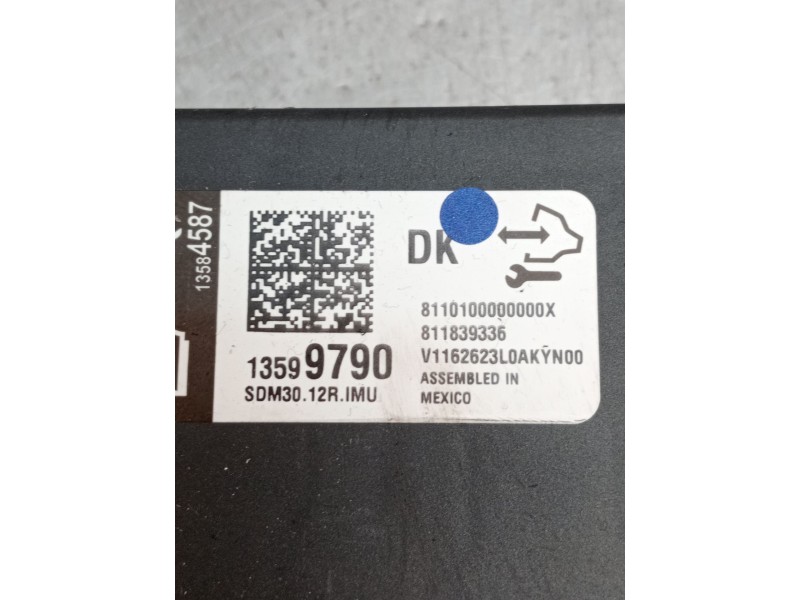 13584587
DK
8110100000000X
811839336
V1162623L0AKYN00
13599790
SDM30.12R.IMU
ASSEMBLED IN
MEXICO